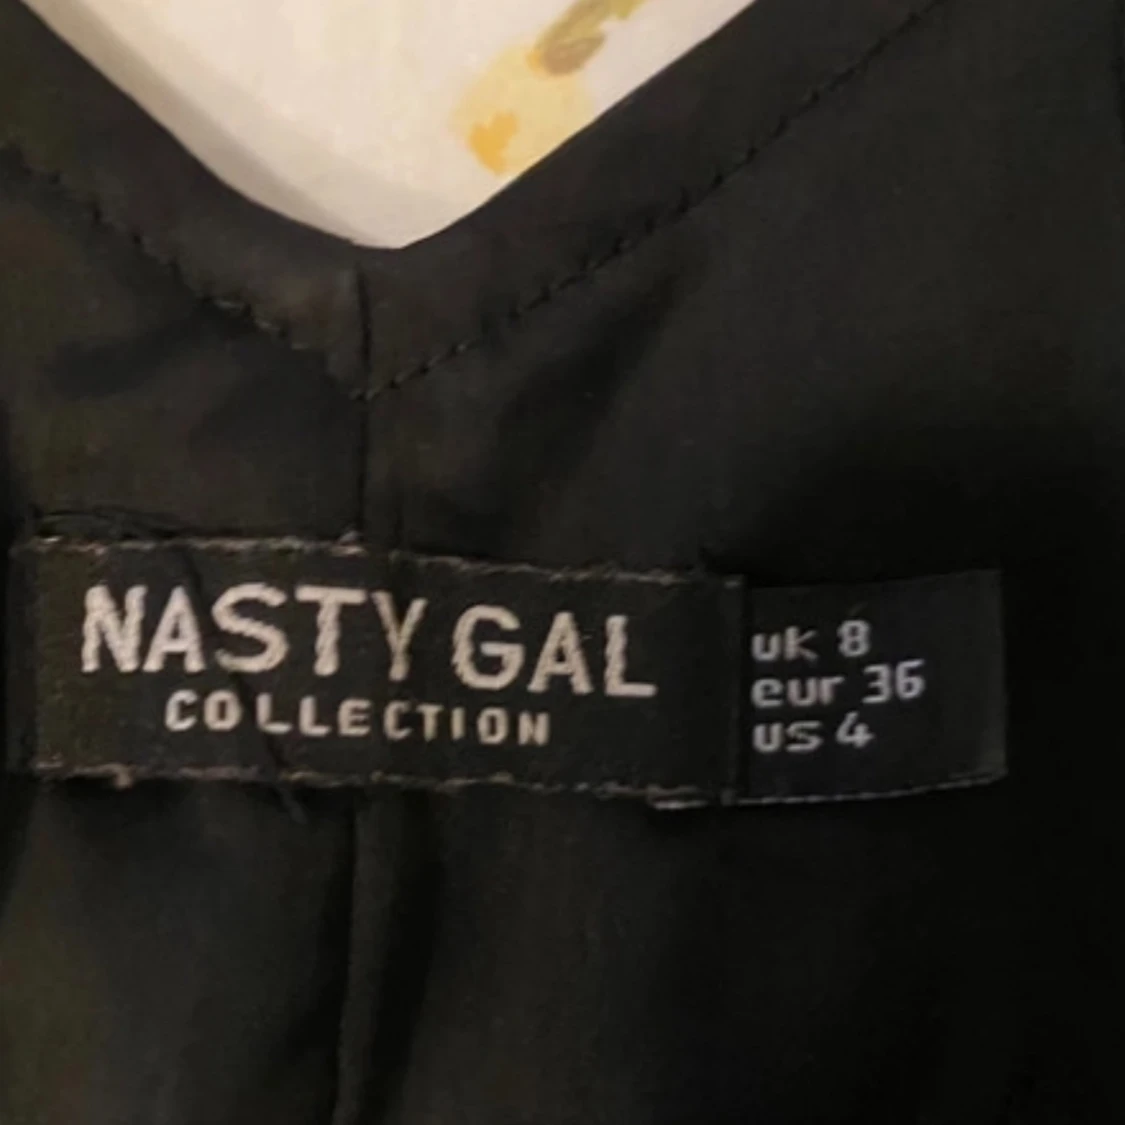 NASTY GAL
COLLECTION
uk 8
eur 36
us 4